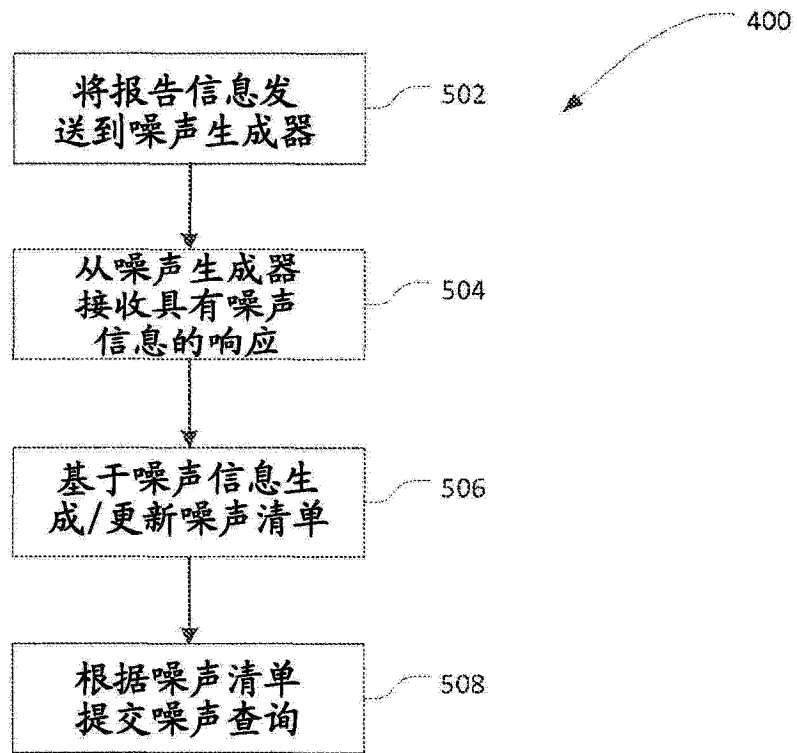 400
将报告信息发
送到噪声生成器
502
从噪声生成器
接收具有噪声
信息的响应
504
基于噪声信息生
成/更新噪声清单
506
根据噪声清单
提交噪声查询
508